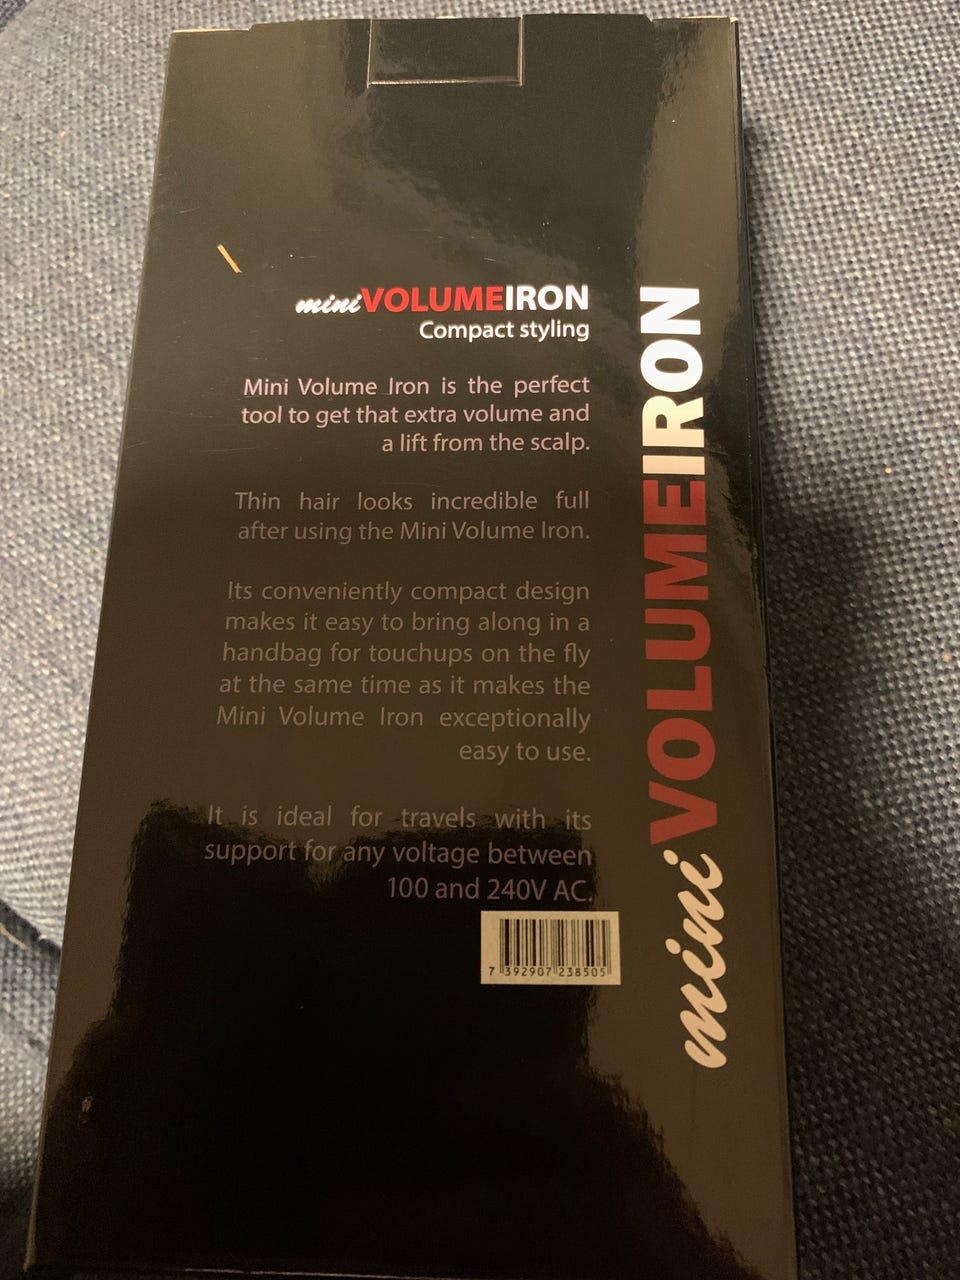 miniVOLUMEIRON
Compact styling
Mini Volume Iron is the perfect
tool to get that extra volume and
a lift from the scalp.
Thin hair looks incredible full
after using the Mini Volume Iron.
Its conveniently compact design
makes it easy to bring along in a
handbag for touchups on the fly
at the same time as it makes the
Mini Volume Iron exceptionally
easy to use.
It is ideal for travels with its
support for any voltage between
100 and 240V AC.
7 392907 238505
miniVOLUMEIRON